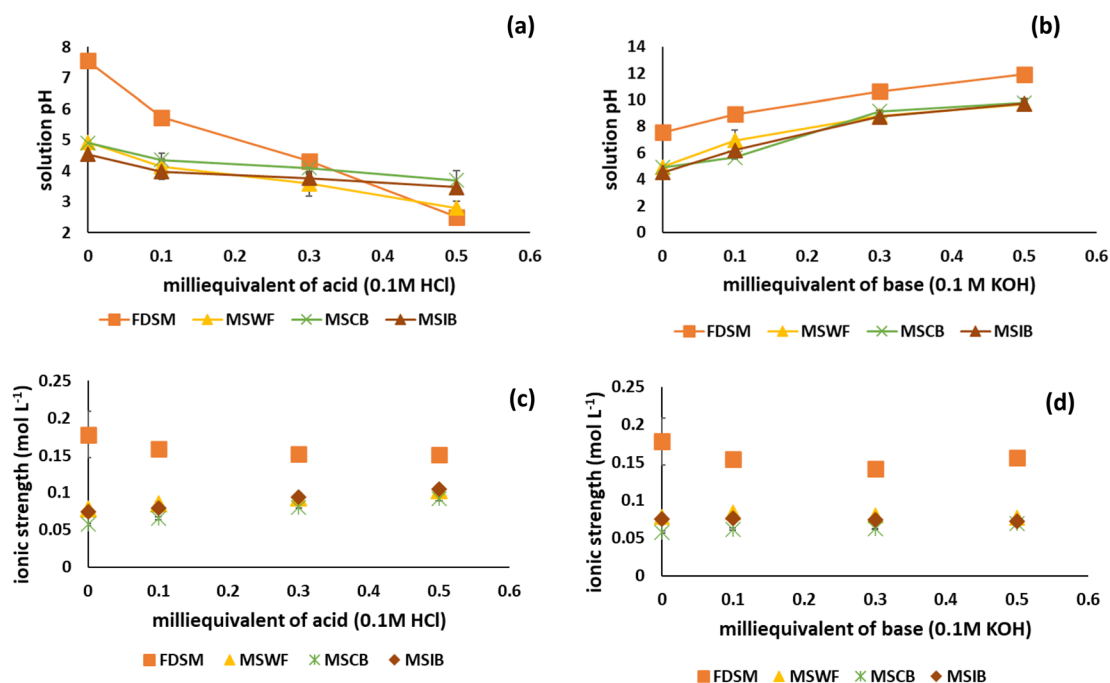 (a)
solution pH
8
7
6
5
4
3
2
0 0.1 0.2 0.3 0.4 0.5 0.6
milliequivalent of acid (0.1M HCl)
FDSM MSWF MSCB MSIB
(b)
solution pH
14
12
10
8
6
4
2
0
0 0.1 0.2 0.3 0.4 0.5 0.6
milliequivalent of base (0.1 M KOH)
FDSM MSWF MSCB MSIB
(c)
ionic strength (mol L⁻¹)
0.25
0.2
0.15
0.1
0.05
0
0 0.1 0.2 0.3 0.4 0.5 0.6
milliequivalent of acid (0.1M HCl)
FDSM MSWF MSCB MSIB
(d)
ionic strength (mol L⁻¹)
0.25
0.2
0.15
0.1
0.05
0
0 0.1 0.2 0.3 0.4 0.5 0.6
milliequivalent of base (0.1M KOH)
FDSM MSWF MSCB MSIB